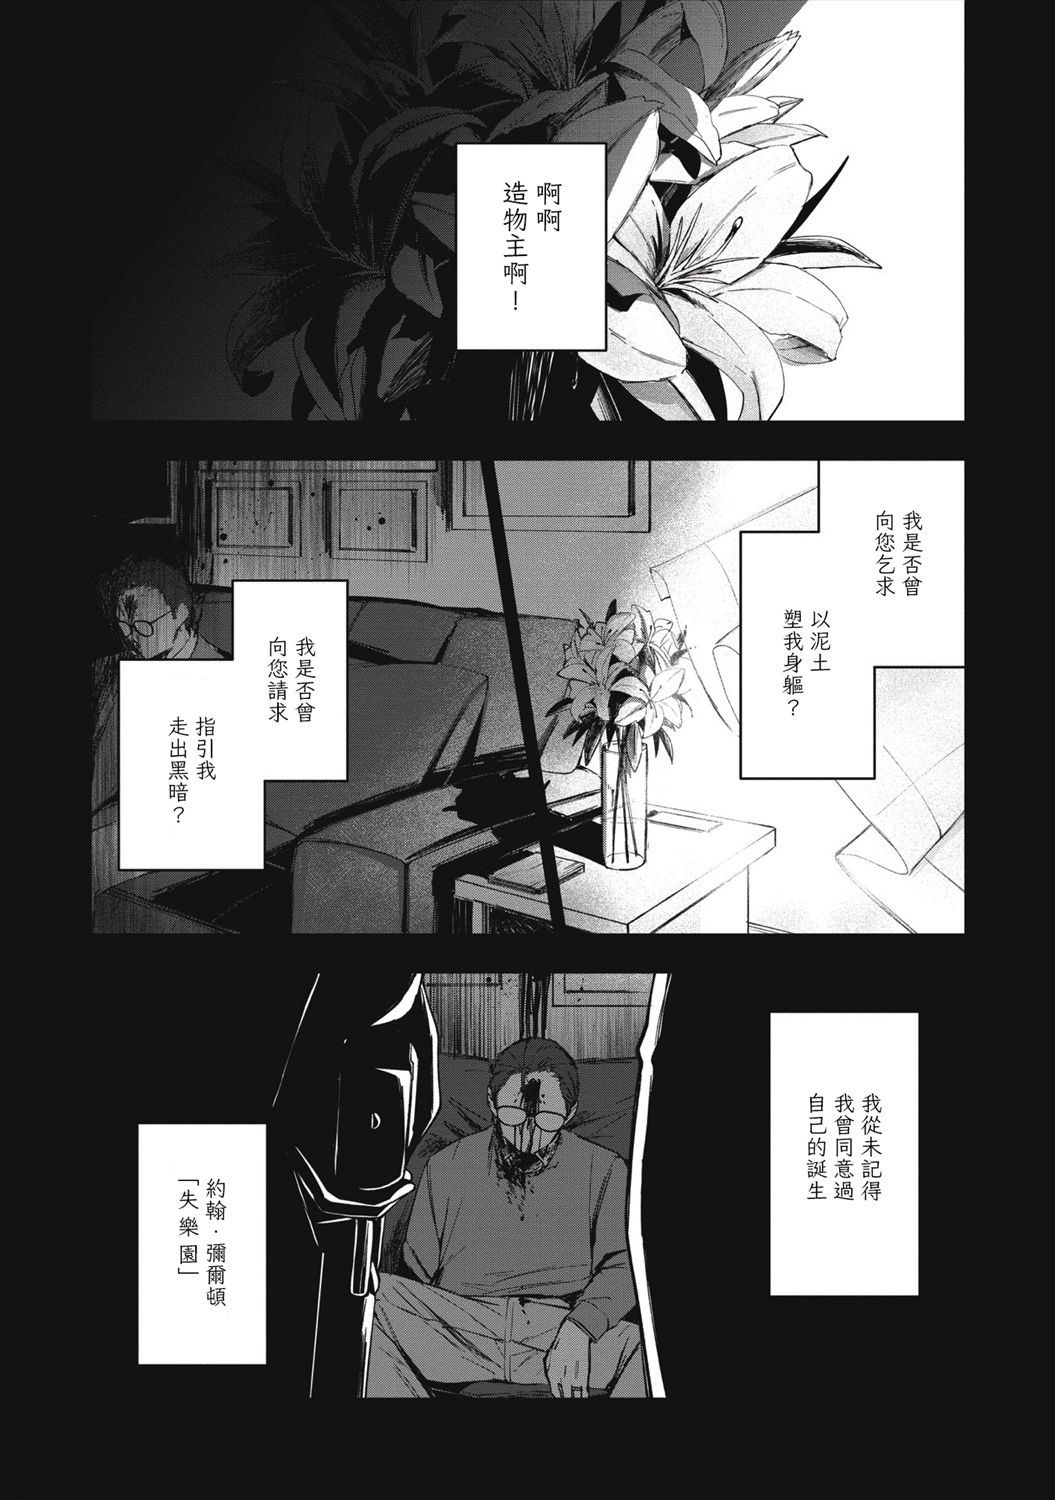 啊啊
造物主啊！
我是否曾
向您乞求
以泥土
塑我身軀？
我是否曾
向您請求
指引我
走出黑暗？
我從未記得
我曾同意過
自己的誕生
約翰．彌爾頓
「失樂園」